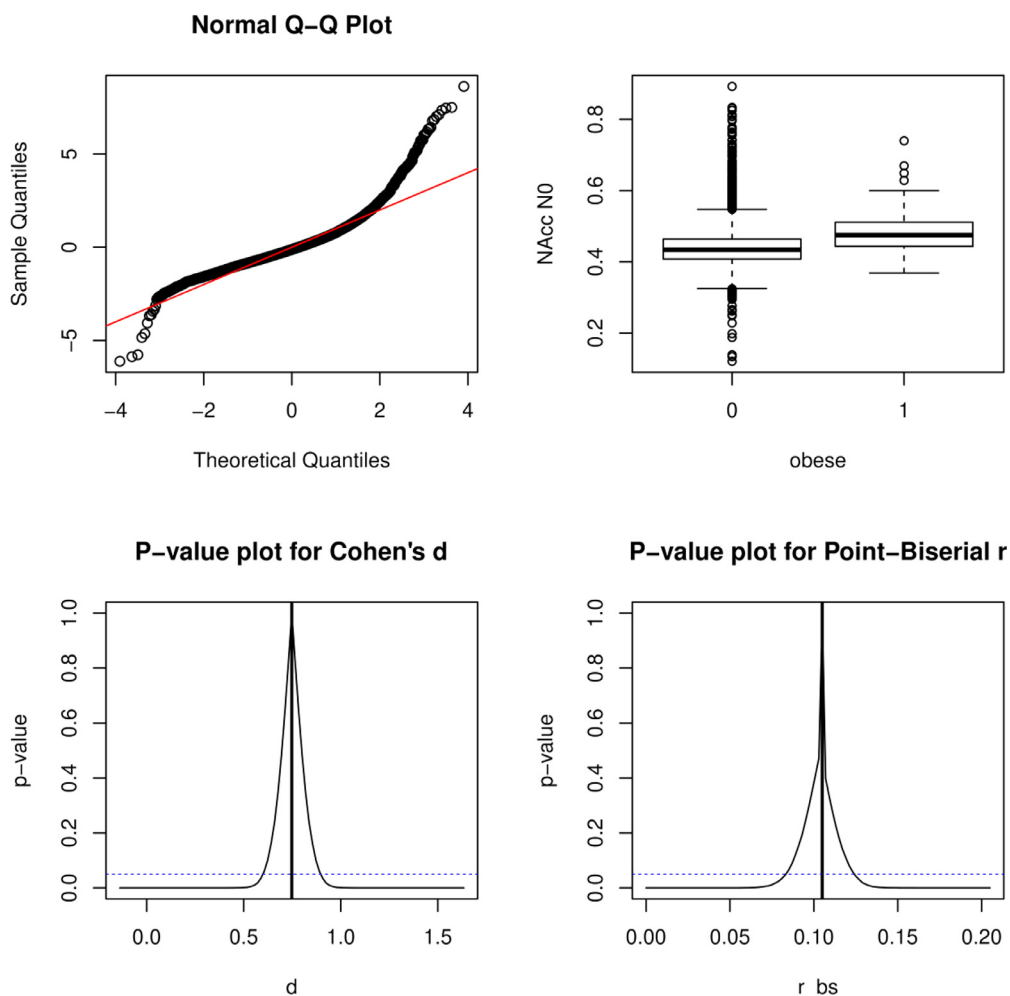 Normal Q−Q Plot
Sample Quantiles
5
0
−5
−4 −2 0 2 4
Theoretical Quantiles
NAcc N0
0.8
0.6
0.4
0.2
0 1
obese
P−value plot for Cohen's d
p−value
1.0
0.8
0.6
0.4
0.2
0.0
0.0 0.5 1.0 1.5
d
P−value plot for Point−Biserial r
p−value
1.0
0.8
0.6
0.4
0.2
0.0
0.00 0.05 0.10 0.15 0.20
r bs